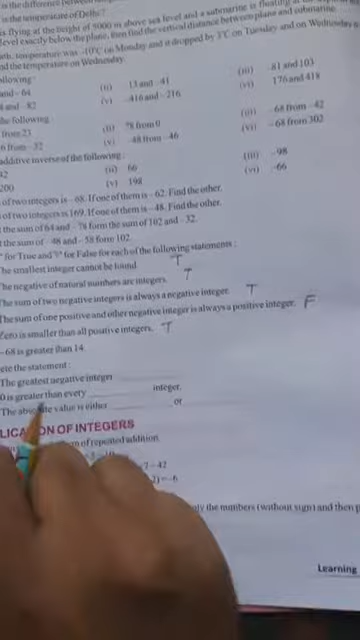 is the temperature of Delhi?
is flying at the height of 5000 m above sea level and a submarine is floating at
level exactly below the plane, then find the vertical distance between plane and submarine.
temperature was -10°C on Monday and it dropped by 3°C on Tuesday and on Wednesday
nd the temperature on Wednesday.
ollowing
and -64 (ii) 13 and -41 (iii) -81 and 103
and -82 (v) -416 and -216 (vi) 176 and 418
he following
from 23 (ii) 78 from 0 (iii) -68 from -42
6 from -32 (v) -48 from -46 (vi) -68 from 302
additive inverse of the following :
42 (ii) 66 (iii) -98
200 (v) 198 (vi) -66
of two integers is -68. If one of them is -62. Find the other.
of two integers is 169. If one of them is -48. Find the other.
the sum of 64 and -78 form the sum of 102 and -32.
t the sum of -48 and -58 form 102.
for True and 'F' for False for each of the following statements :
he smallest integer cannot be found. T
The negative of natural numbers are integers. T
The sum of two negative integers is always a negative integer. T
The sum of one positive and other negative integer is always a positive integer. F
Zero is smaller than all positive integers. T
-68 is greater than 14.
ete the statement :
The greatest negative integer
0 is greater than every integer.
The absolute value is either or
LICATION OF INTEGERS
m of repeated addition.
7-42
2) = -6
ly the numbers (without sign) and then p
Learning